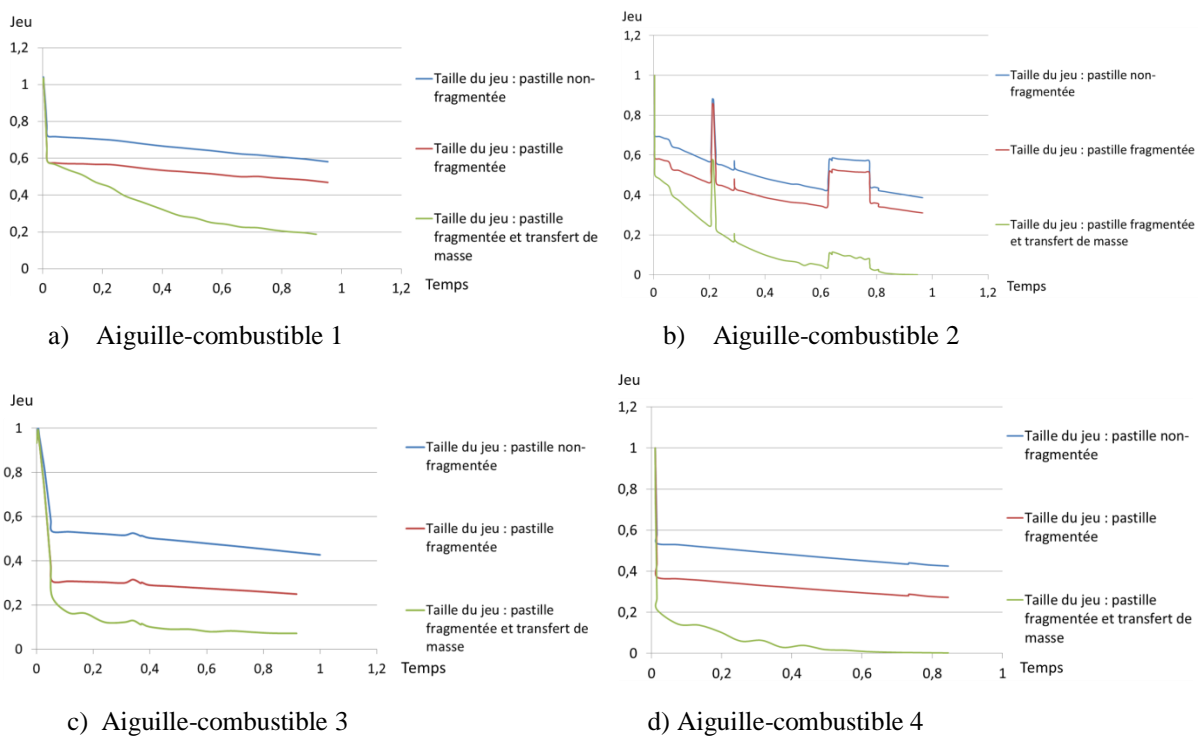 Jeu
1,2
1
0,8
0,6
0,4
0,2
0
0 0,2 0,4 0,6 0,8 1 1,2
Temps
Taille du jeu : pastille non-
fragmentée
Taille du jeu : pastille
fragmentée
Taille du jeu : pastille
fragmentée et transfert de
masse
a) Aiguille-combustible 1
Jeu
1,2
1
0,8
0,6
0,4
0,2
0
0 0,2 0,4 0,6 0,8 1 1,2
Temps
Taille du jeu : pastille non-
fragmentée
Taille du jeu : pastille fragmentée
Taille du jeu : pastille fragmentée
et transfert de masse
b) Aiguille-combustible 2
Jeu
1
0,8
0,6
0,4
0,2
0
0 0,2 0,4 0,6 0,8 1 1,2
Temps
Taille du jeu : pastille non-
fragmentée
Taille du jeu : pastille
fragmentée
Taille du jeu : pastille
fragmentée et transfert de
masse
c) Aiguille-combustible 3
Jeu
1,2
1
0,8
0,6
0,4
0,2
0
0 0,2 0,4 0,6 0,8 1
Temps
Taille du jeu : pastille non-
fragmentée
Taille du jeu : pastille
fragmentée
Taille du jeu : pastille
fragmentée et transfert de
masse
d) Aiguille-combustible 4